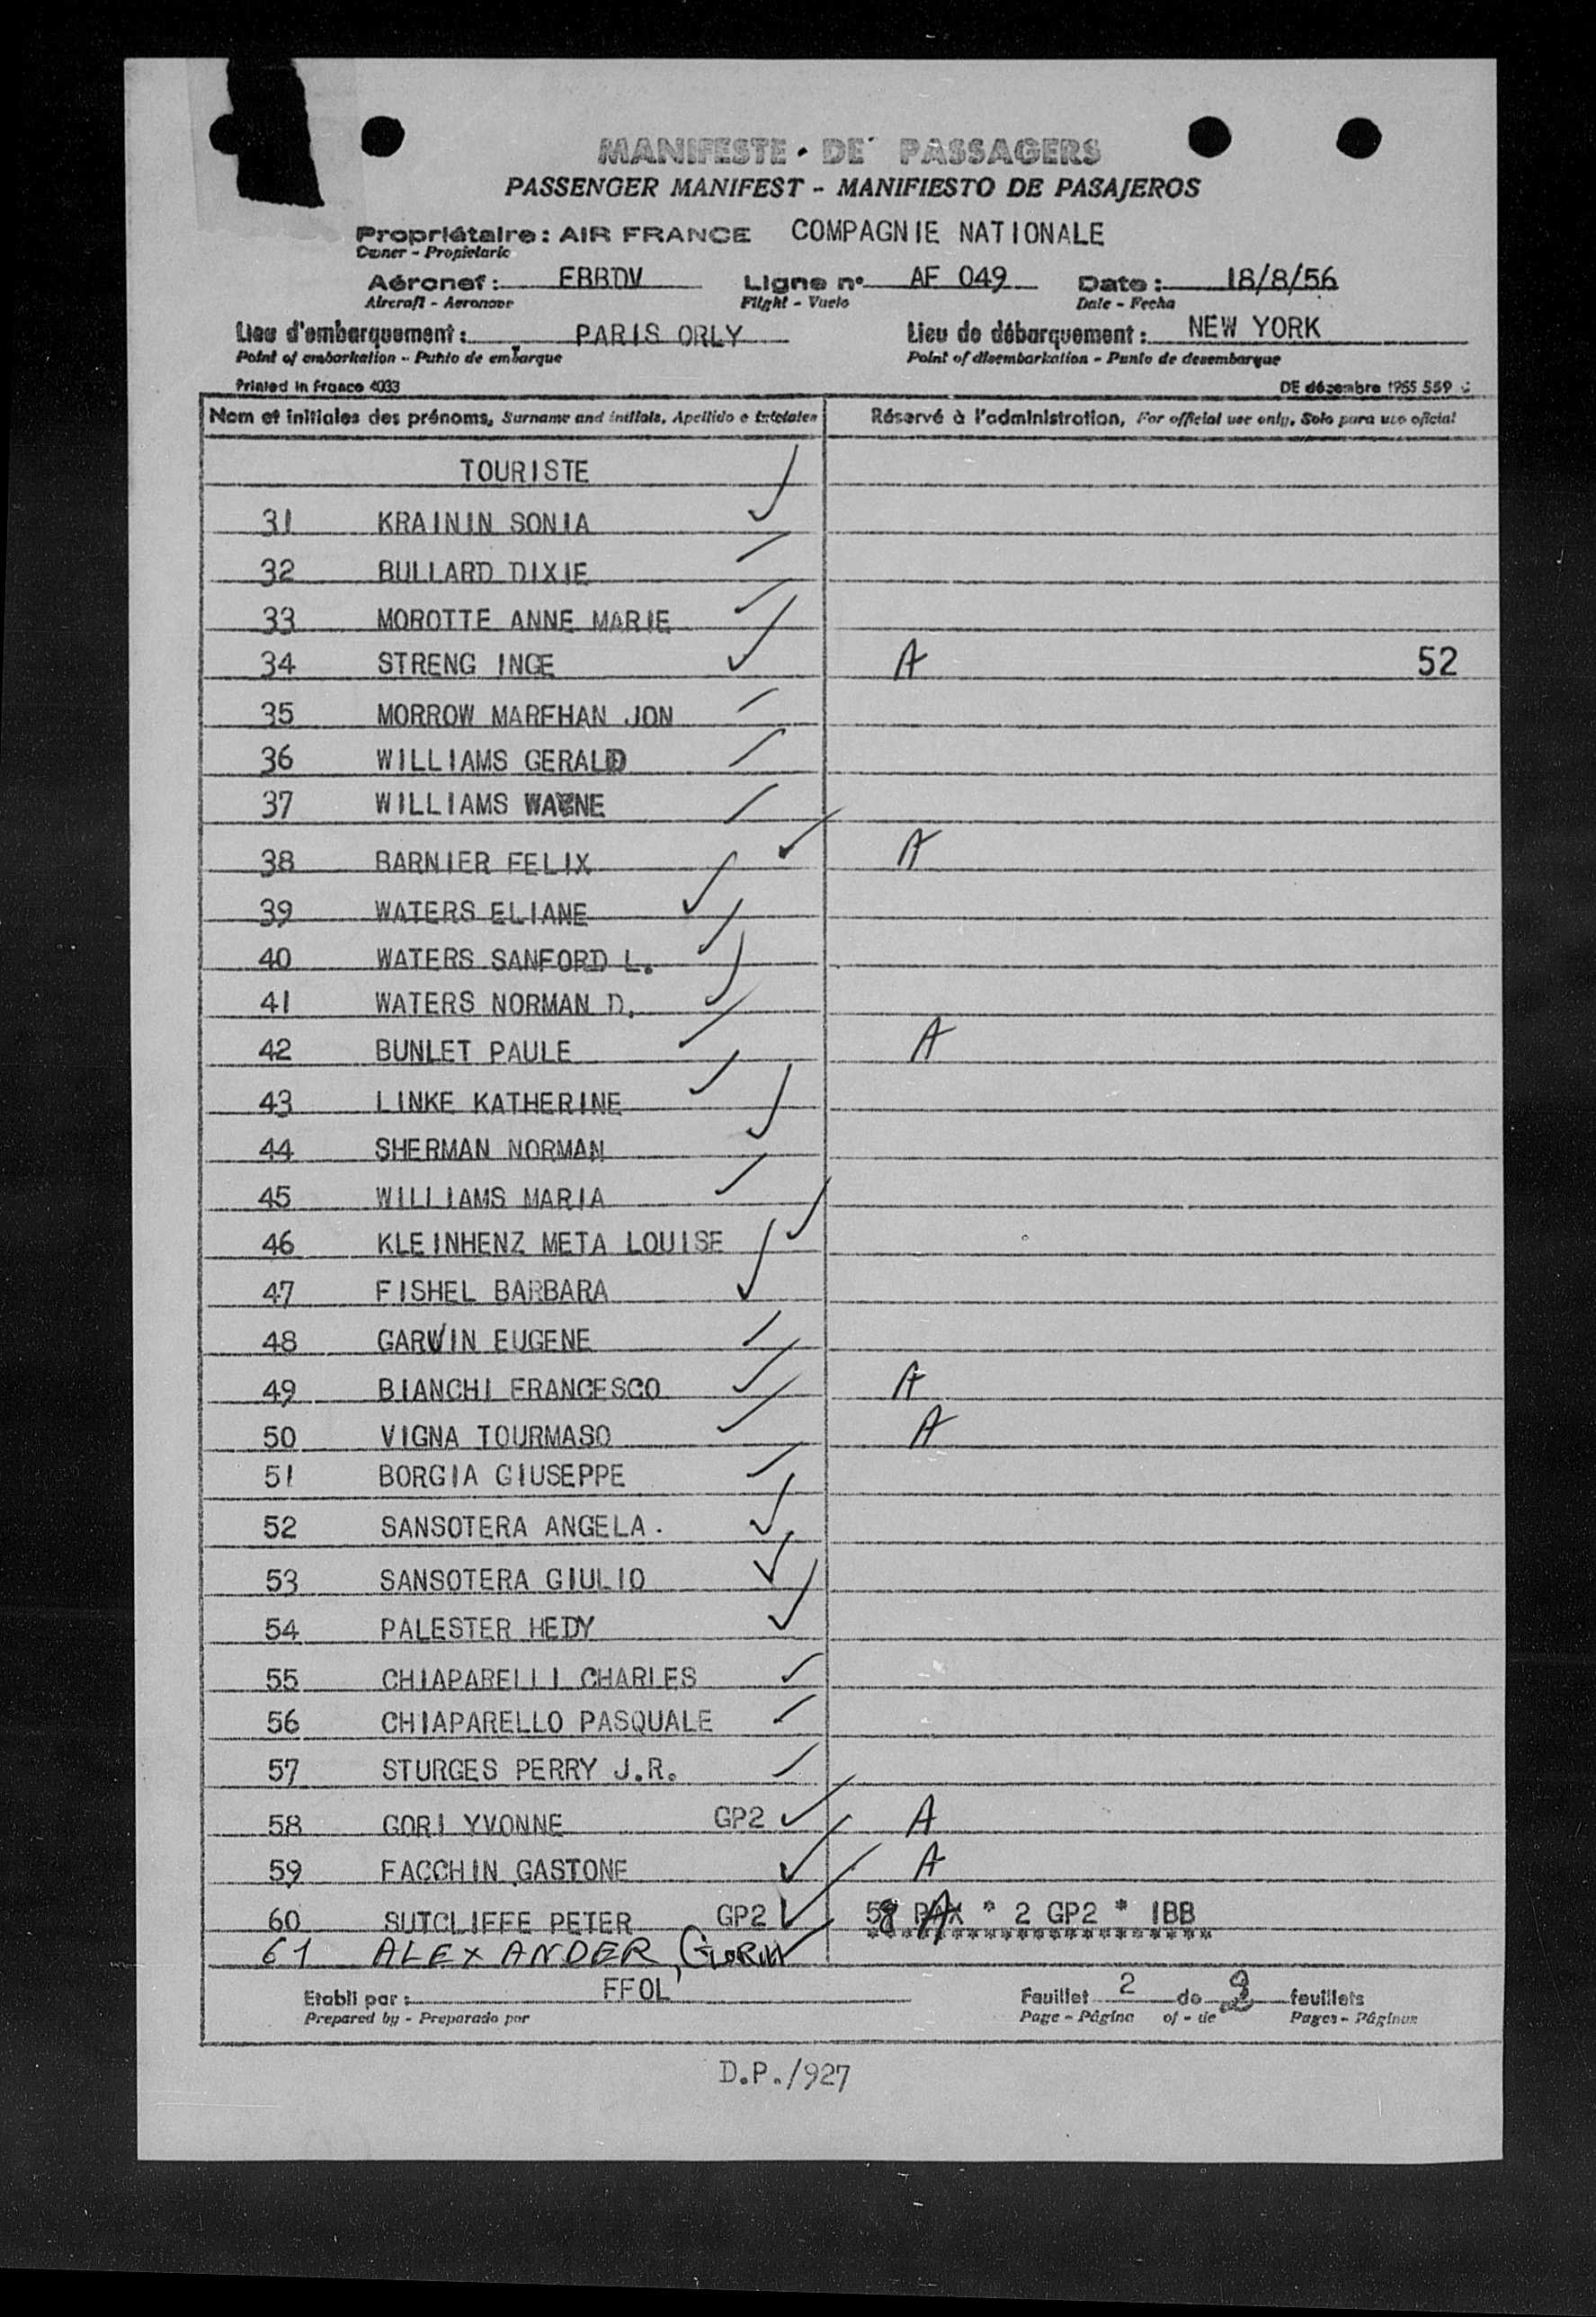 MANIFESTE DE PASSAGERS
PASSENGER MANIFEST - MANIFIESTO DE PASAJEROS
Propriétaire : AIR FRANCE COMPAGNIE NATIONALE
Owner - Propietario
Aéronef : FBBDV Ligne n° AF 049 Date : 18/8/56
Aircraft - Aeronove Flight - Vuelo Date - Fecha
Lieu d'embarquement : PARIS ORLY Lieu de débarquement : NEW YORK
Point of embarkation - Punto de embarque Point of disembarkation - Punto de desembarque
Printed in France 4033 DE décembre 1955 559
Nom et initiales des prénoms, Surname and initials, Apellido e iniciales Réservé à l'administration, For official use only, Solo para uso oficial
TOURISTE
31 KRAININ SONIA
32 BULLARD DIXIE
33 MOROTTE ANNE MARIE
34 STRENG INGE A 52
35 MORROW MAREHAN JON
36 WILLIAMS GERALD
37 WILLIAMS WAYNE
38 BARNIER FELIX A
39 WATERS ELIANE
40 WATERS SANFORD L.
41 WATERS NORMAN D.
42 BUNLET PAULE A
43 LINKE KATHERINE
44 SHERMAN NORMAN
45 WILLIAMS MARIA
46 KLEINHENZ META LOUISE
47 FISHEL BARBARA
48 GARWIN EUGENE
49 BIANCHI FRANCESCO A
50 VIGNA TOURMASO A
51 BORGIA GIUSEPPE
52 SANSOTERA ANGELA.
53 SANSOTERA GIULIO
54 PALESTER HEDY
55 CHIAPARELLI CHARLES
56 CHIAPARELLO PASQUALE
57 STURGES PERRY J.R.
58 GORI YVONNE GP2 A
59 FACCHIN GASTONE A
60 SUTCLIFFE PETER GP2 A PAX * 2 GP2 * 1BB
********************
61 ALEXANDER, GLORIA
Etabli par : FFOL Feuillet 2 de feuillets
Prepared by - Preparado por Page - Página of - de Pages - Páginas
D.P./927